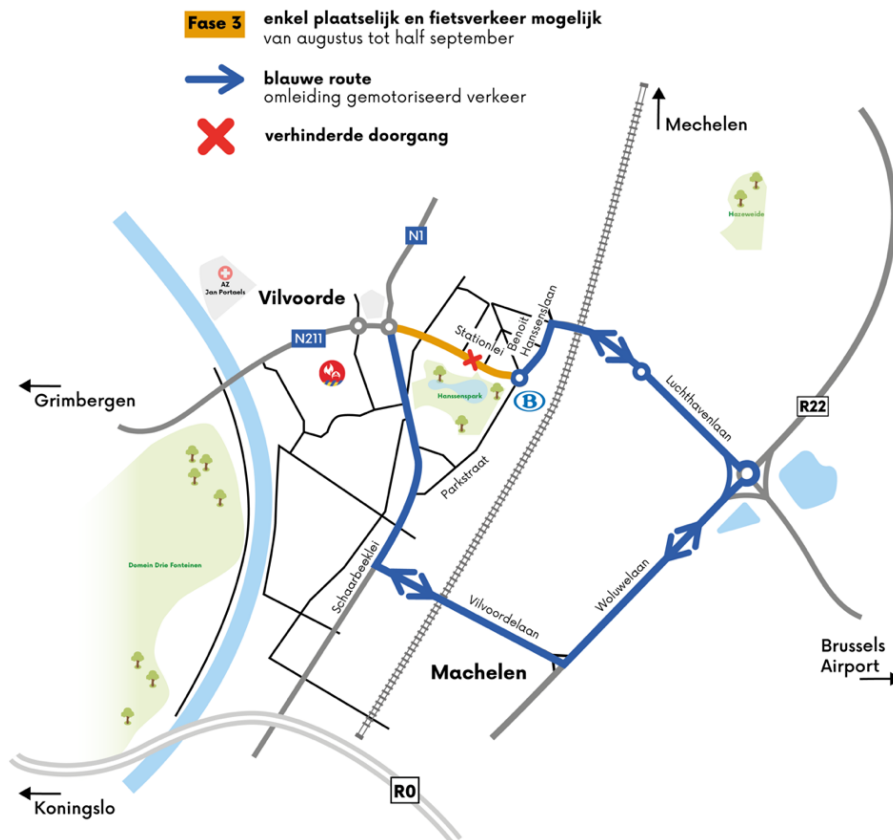 Fase 3
enkel plaatselijk en fietsverkeer mogelijk
van augustus tot half september
blauwe route
omleiding gemotoriseerd verkeer
verhinderde doorgang
Mechelen
Hazeweide
N1
AZ
Jan Portaels
Vilvoorde
N211
Stationlei
Benoit
Hanssenslaan
Grimbergen
Hanssenspark
B
Luchthavenlaan
R22
Parkstraat
Domein Drie Fonteinen
Schaarbeeklei
Vilvoordelaan
Woluwelaan
Machelen
Brussels
Airport
R0
Koningslo